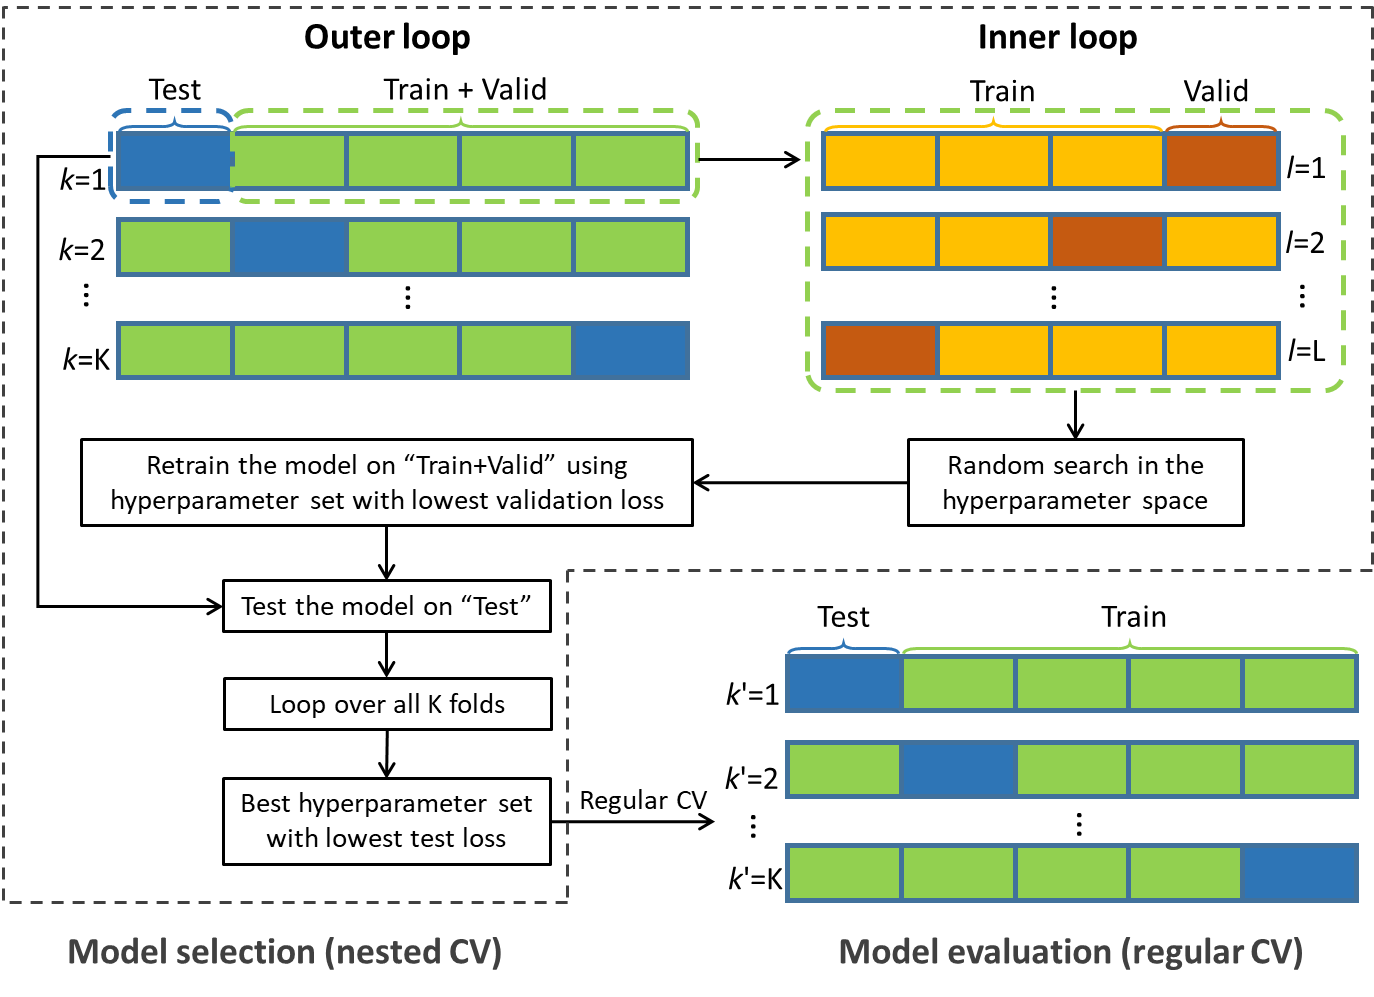 Outer loop
Inner loop
Test
Train + Valid
Train
Valid
k=1
l=1
k=2
l=2
⋮
⋮
⋮
⋮
k=K
l=L
Retrain the model on “Train+Valid” using
hyperparameter set with lowest validation loss
Random search in the
hyperparameter space
Test the model on “Test”
Loop over all K folds
Best hyperparameter set
with lowest test loss
Regular CV
Test
Train
k'=1
k'=2
⋮
⋮
k'=K
Model selection (nested CV)
Model evaluation (regular CV)